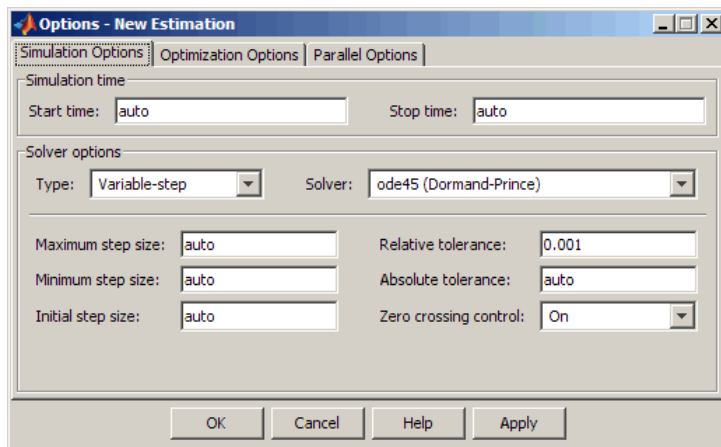 Options - New Estimation
Simulation Options Optimization Options Parallel Options
Simulation time
Start time: auto Stop time: auto
Solver options
Type: Variable-step Solver: ode45 (Dormand-Prince)
Maximum step size: auto Relative tolerance: 0.001
Minimum step size: auto Absolute tolerance: auto
Initial step size: auto Zero crossing control: On
OK Cancel Help Apply